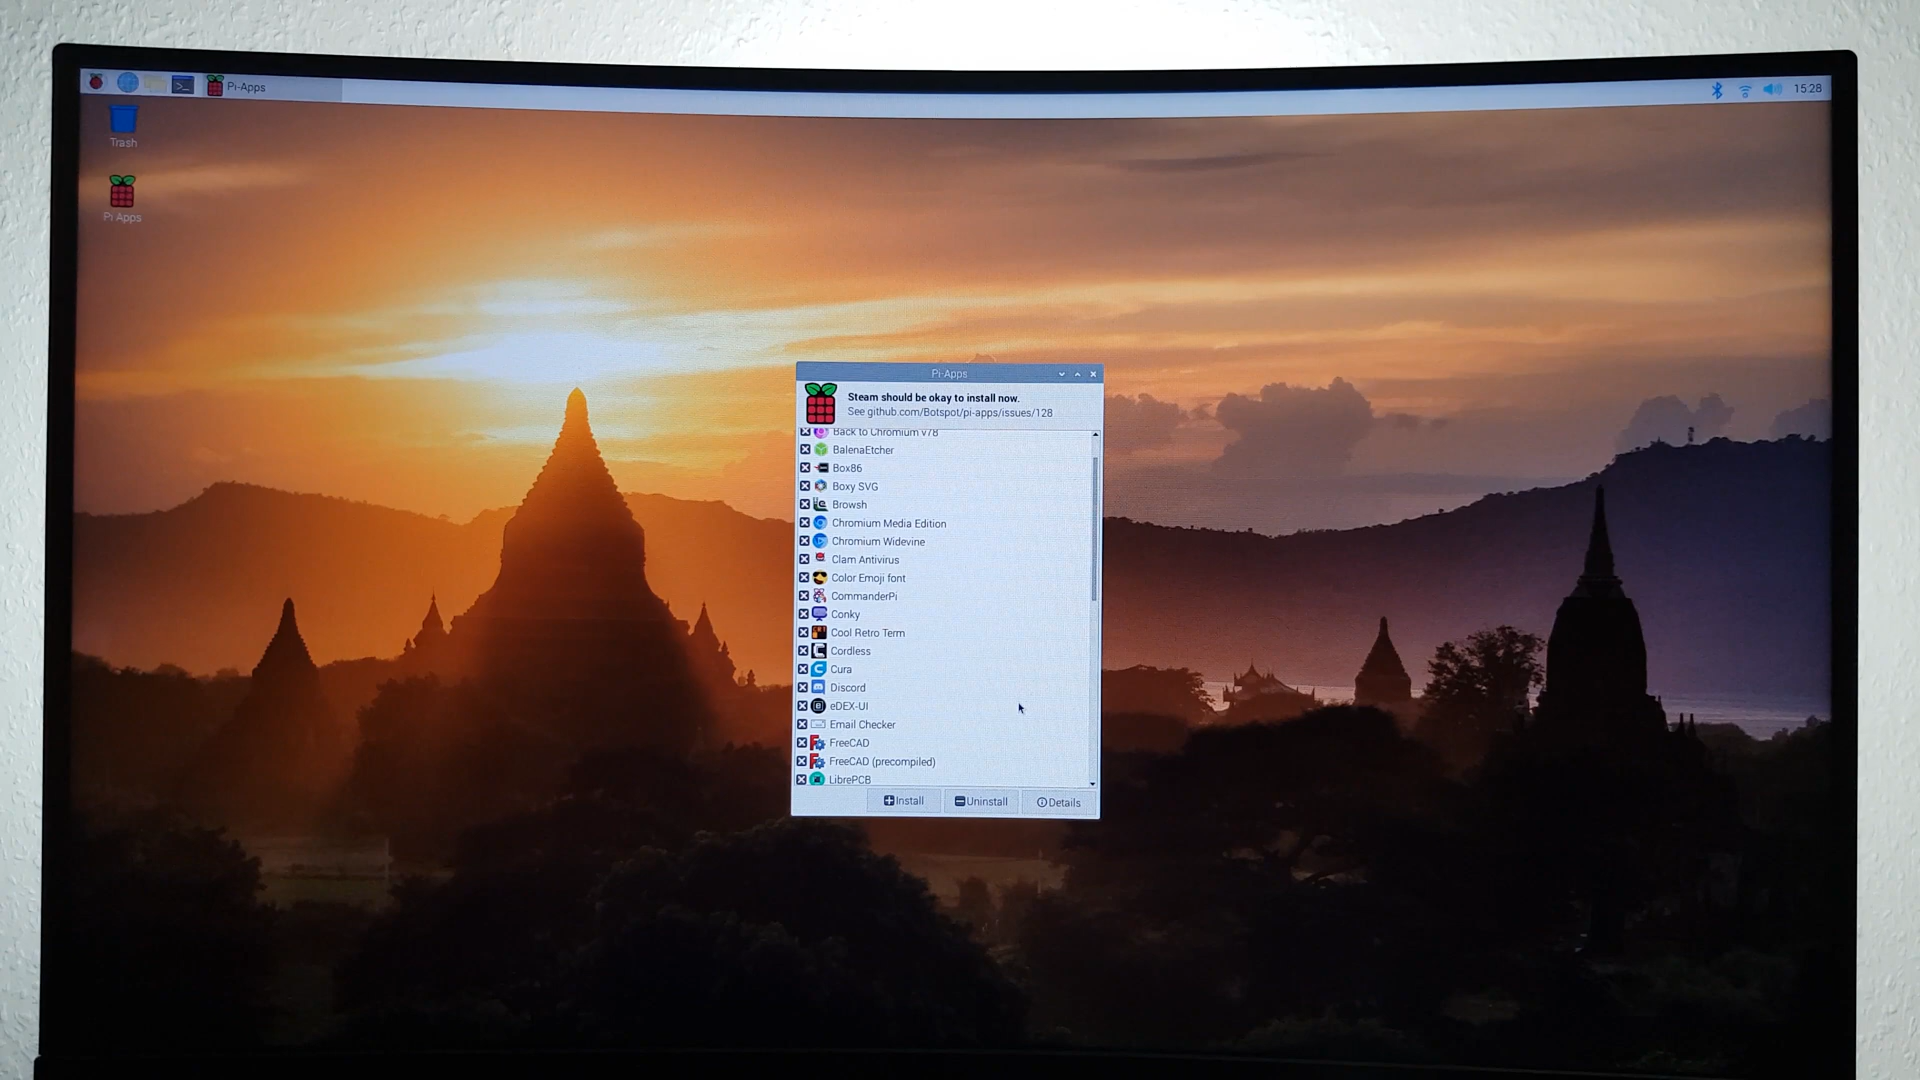 Pi-Apps
15:28
Trash
Pi Apps
Pi-Apps
Steam should be okay to install now.
See github.com/Botspot/pi-apps/issues/128
Back to Chromium v78
BalenaEtcher
Box86
Boxy SVG
Browsh
Chromium Media Edition
Chromium Widevine
Clam Antivirus
Color Emoji font
CommanderPi
Conky
Cool Retro Term
Cordless
Cura
Discord
eDEX-UI
Email Checker
FreeCAD
FreeCAD (precompiled)
LibrePCB
Install Uninstall Details